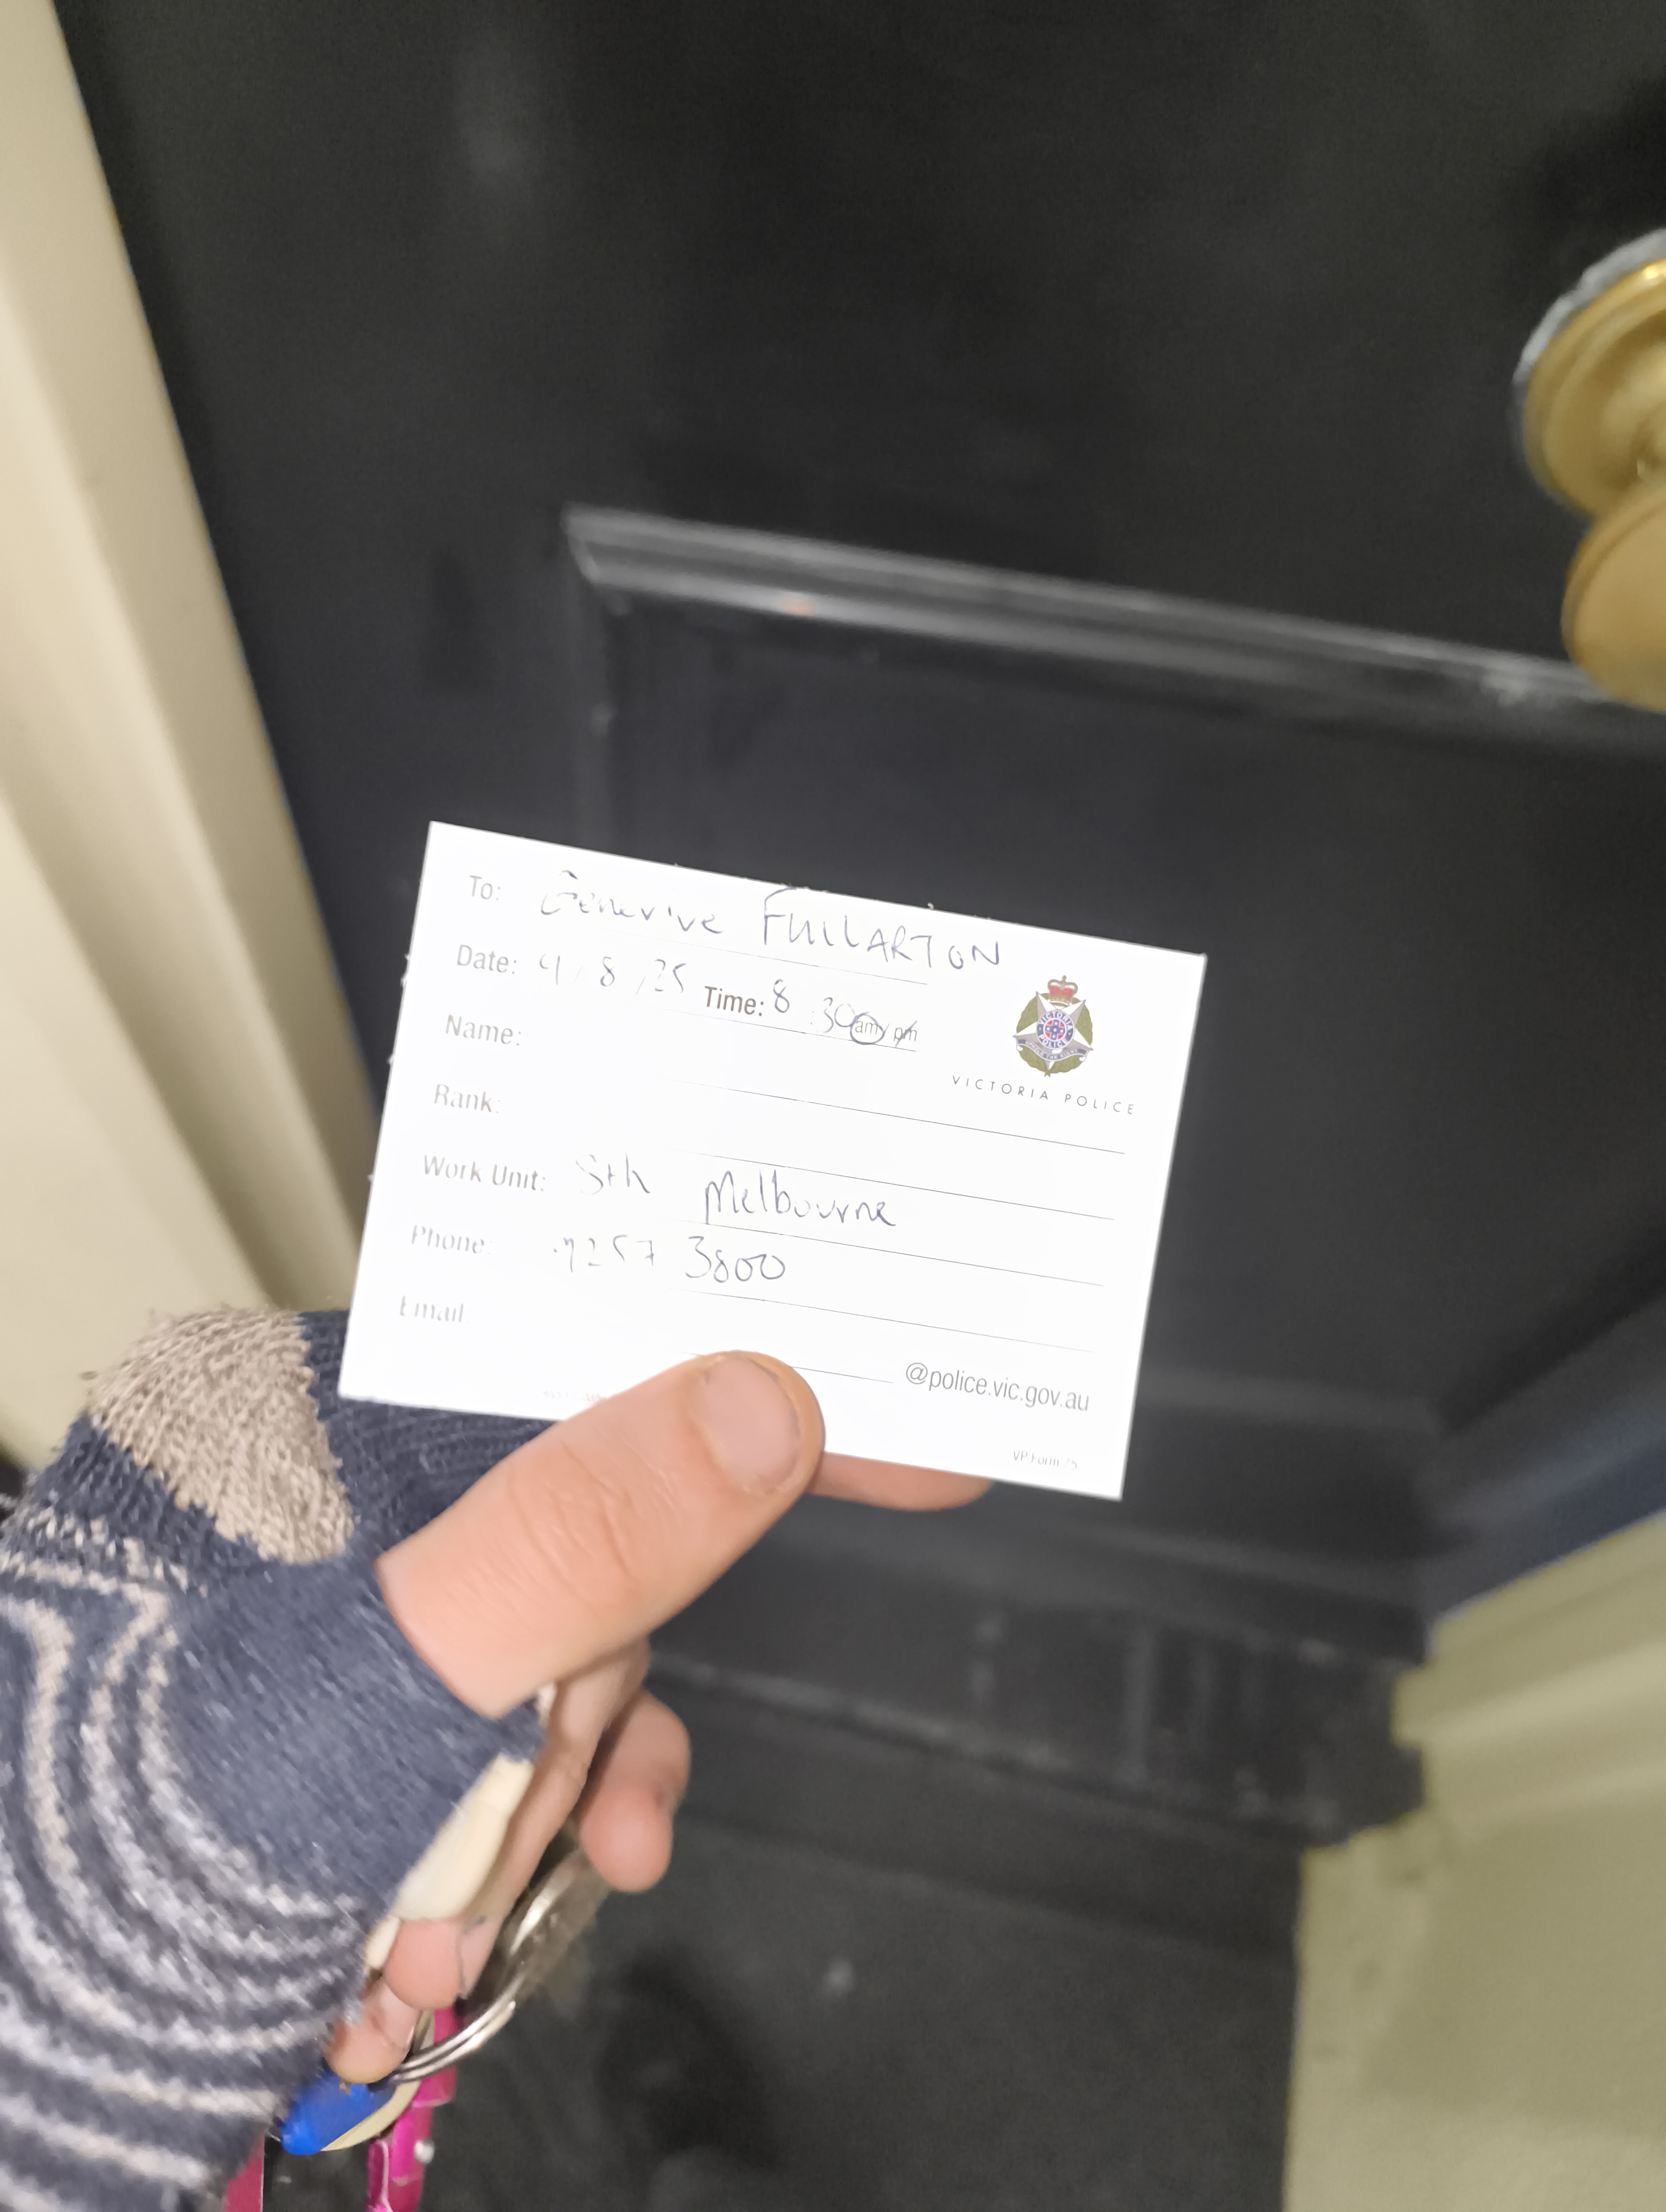 To: Genevive FULLARTON
Date: 9/8/25 Time: 8:30 am/pm
Name:
Rank:
VICTORIA POLICE
Work Unit: Sth Melbourne
Phone: 9257 3800
Email
@police.vic.gov.au
VP Form